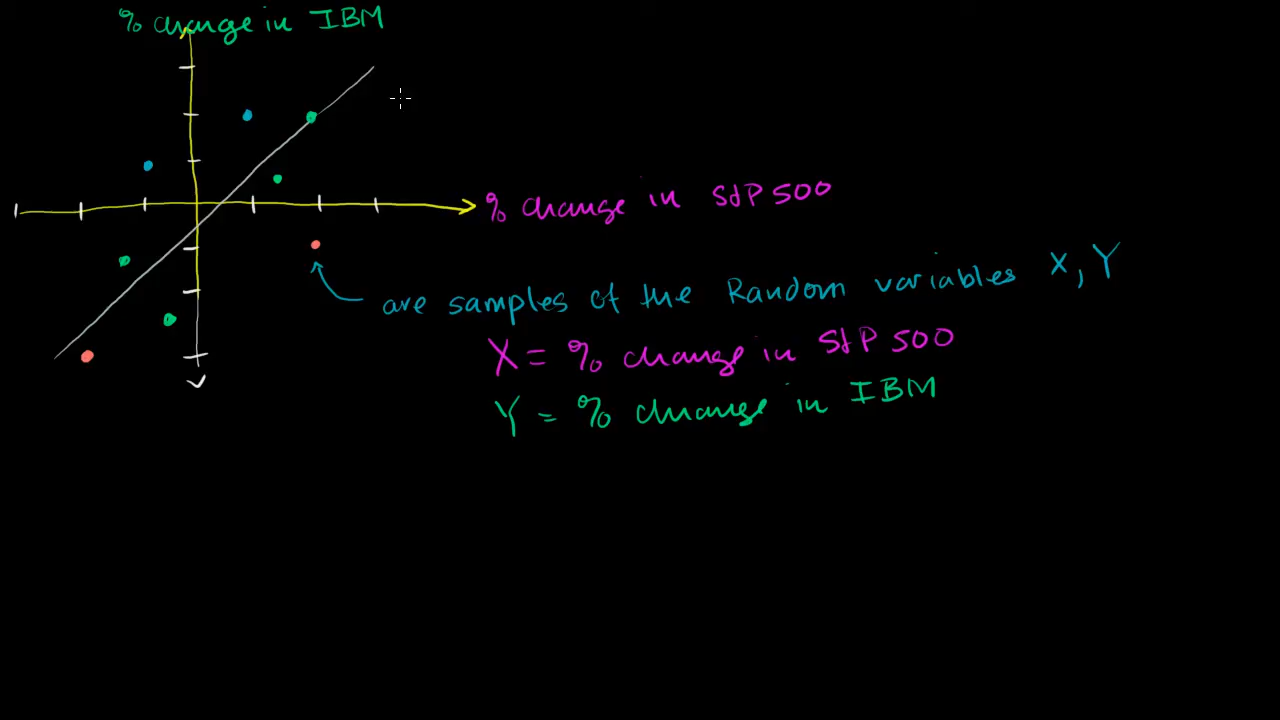 % change in IBM
% change in S&P 500
are samples of the Random variables X, Y
X = % change in S&P 500
Y = % change in IBM